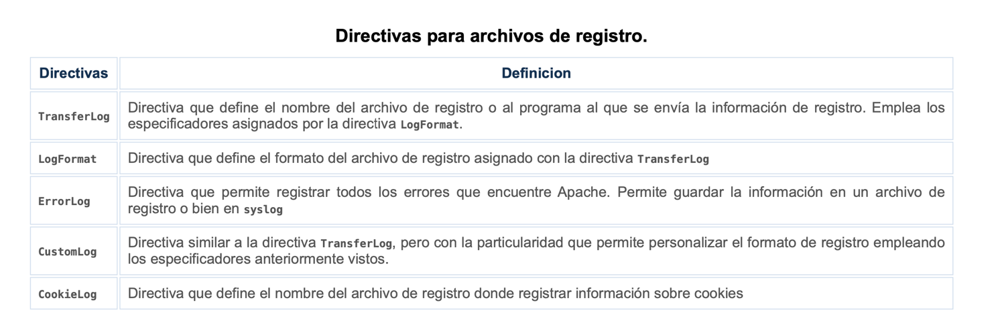 Directivas para archivos de registro.
Directivas Definicion
TransferLog Directiva que define el nombre del archivo de registro o al programa al que se envía la información de registro. Emplea los
especificadores asignados por la directiva LogFormat.
LogFormat Directiva que define el formato del archivo de registro asignado con la directiva TransferLog
ErrorLog Directiva que permite registrar todos los errores que encuentre Apache. Permite guardar la información en un archivo de
registro o bien en syslog
CustomLog Directiva similar a la directiva TransferLog, pero con la particularidad que permite personalizar el formato de registro empleando
los especificadores anteriormente vistos.
CookieLog Directiva que define el nombre del archivo de registro donde registrar información sobre cookies